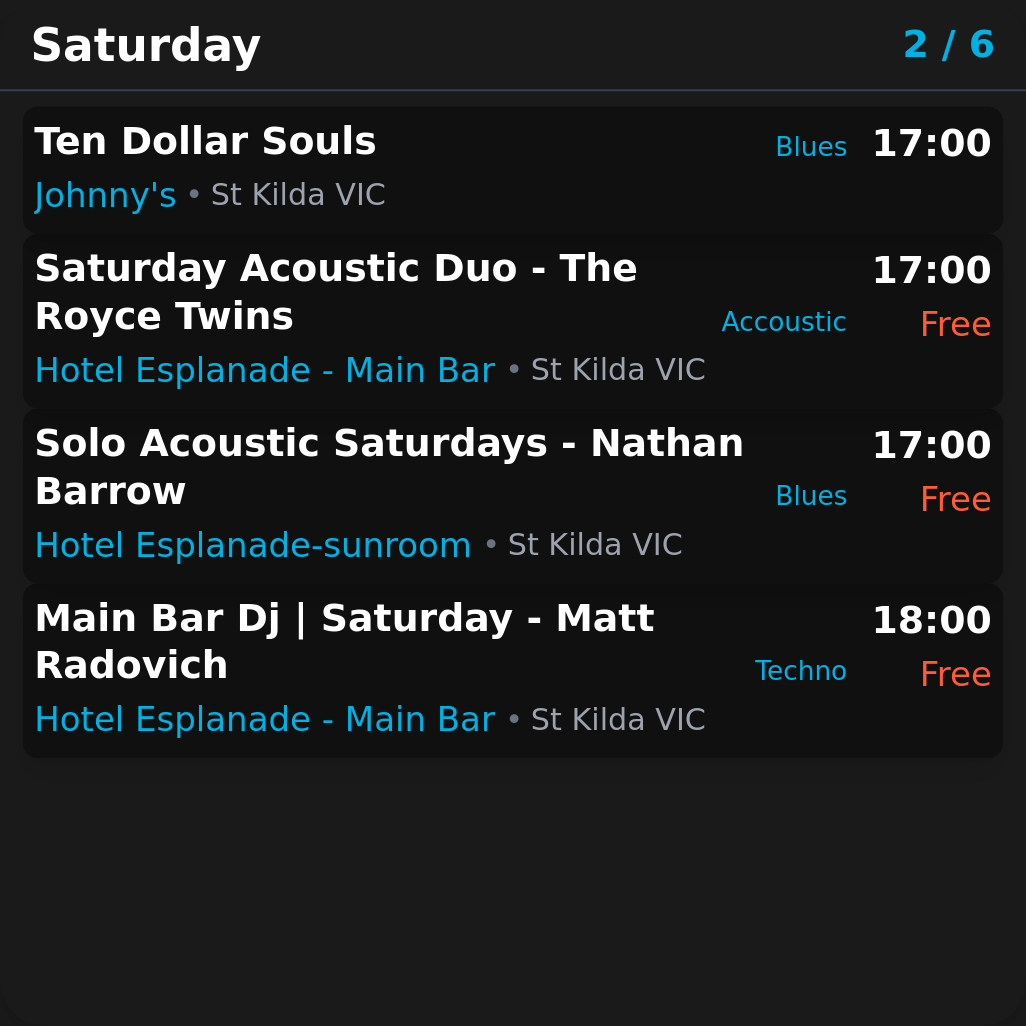 Saturday 2 / 6
Ten Dollar Souls Blues 17:00
Johnny's • St Kilda VIC
Saturday Acoustic Duo - The 17:00
Royce Twins Accoustic Free
Hotel Esplanade - Main Bar • St Kilda VIC
Solo Acoustic Saturdays - Nathan 17:00
Barrow Blues Free
Hotel Esplanade-sunroom • St Kilda VIC
Main Bar Dj | Saturday - Matt 18:00
Radovich Techno Free
Hotel Esplanade - Main Bar • St Kilda VIC